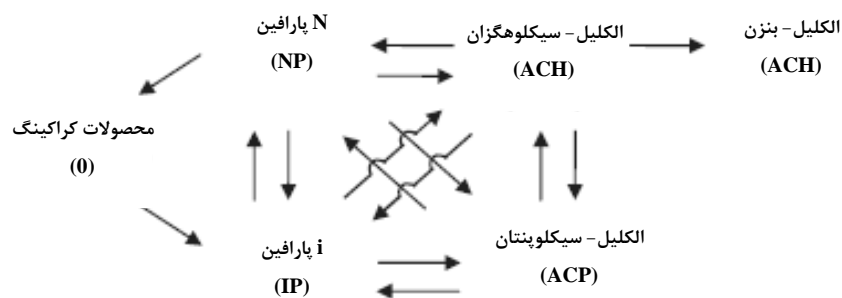 N پارافین
(NP)
الکلیل- سیکلوهگزان
(ACH)
الکلیل- بنزن
(ACH)
محصولات کراکینگ
(0)
i پارافین
(IP)
الکلیل- سیکلوپنتان
(ACP)